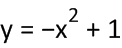 y = −x² + 1